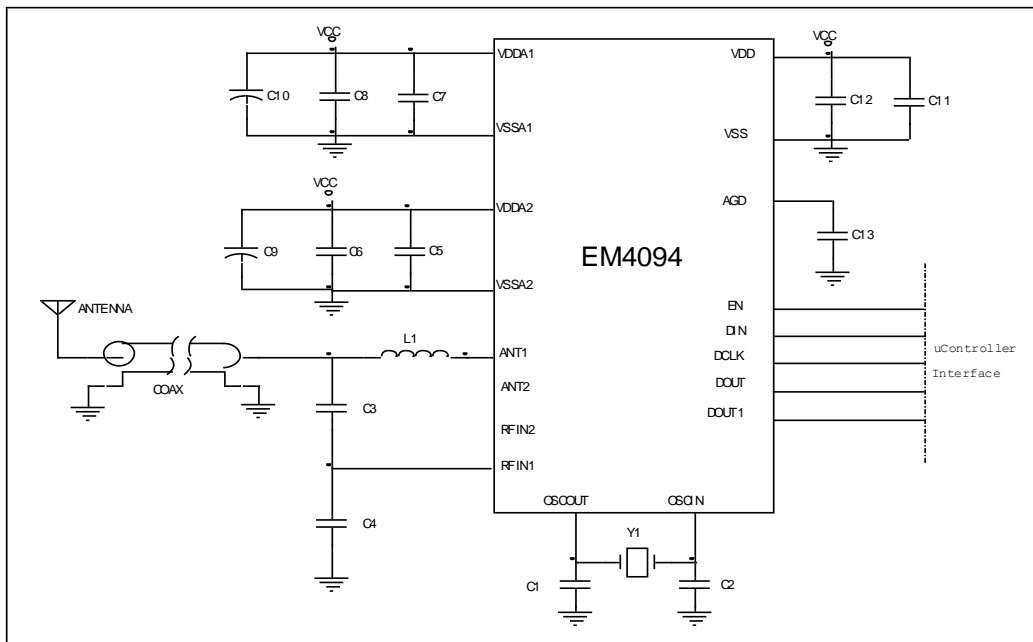 VCC
VDDA1
C10
C8
C7
VSSA1
VCC
VDDA2
C9
C6
C5
VSSA2
ANTENNA
COAX
L1
ANT1
ANT2
C3
RFIN2
RFIN1
C4
EM4094
VCC
VDD
C12
C11
VSS
AGD
C13
EN
DIN
DCLK
DOUT
DOUT1
uController
Interface
OSCOUT
OSCIN
Y1
C1
C2